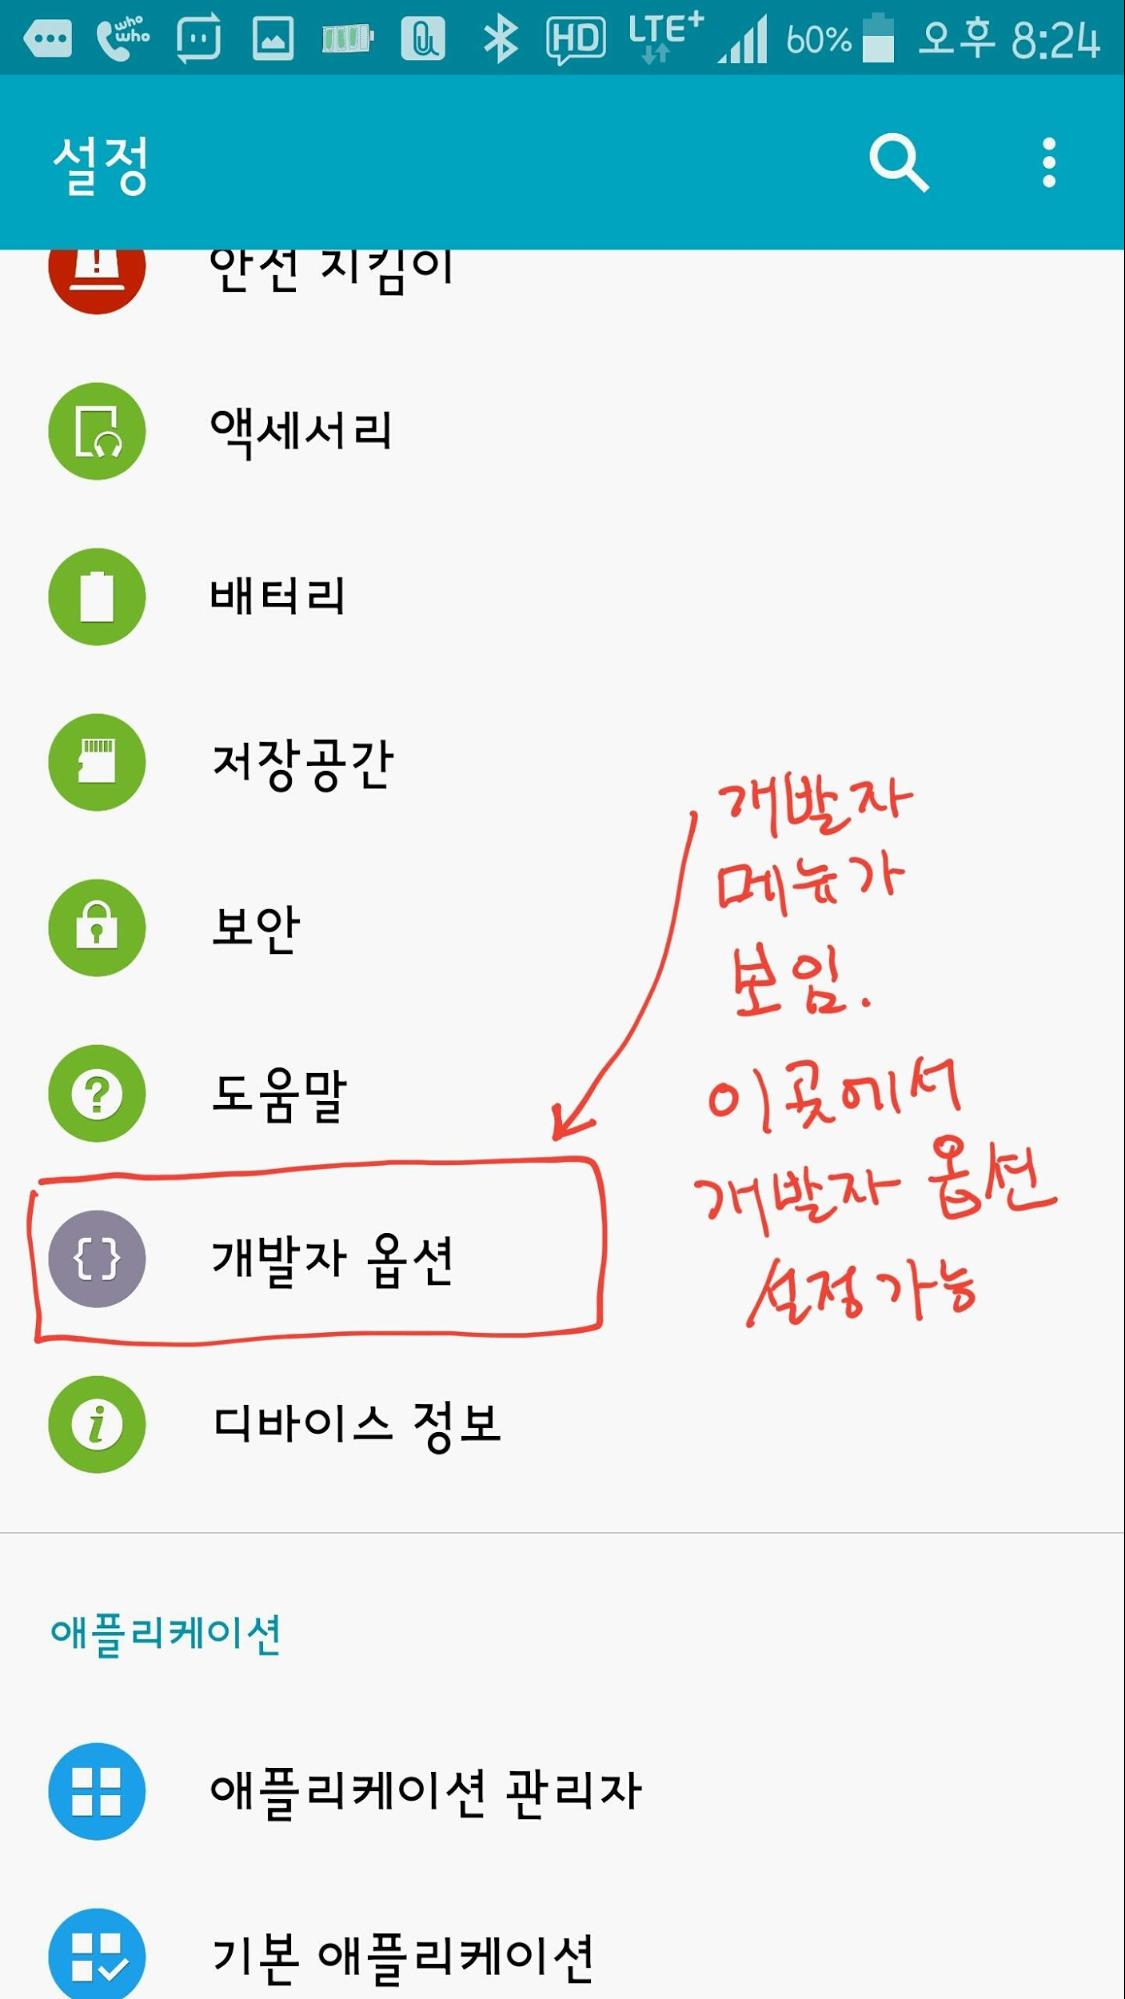 who
who
HD
LTE+
60%
오후 8:24
설정
안전 지킴이
액세서리
배터리
저장공간
보안
도움말
개발자 옵션
디바이스 정보
개발자
메뉴가
보임.
이곳에서
개발자 옵션
설정 가능
애플리케이션
애플리케이션 관리자
기본 애플리케이션